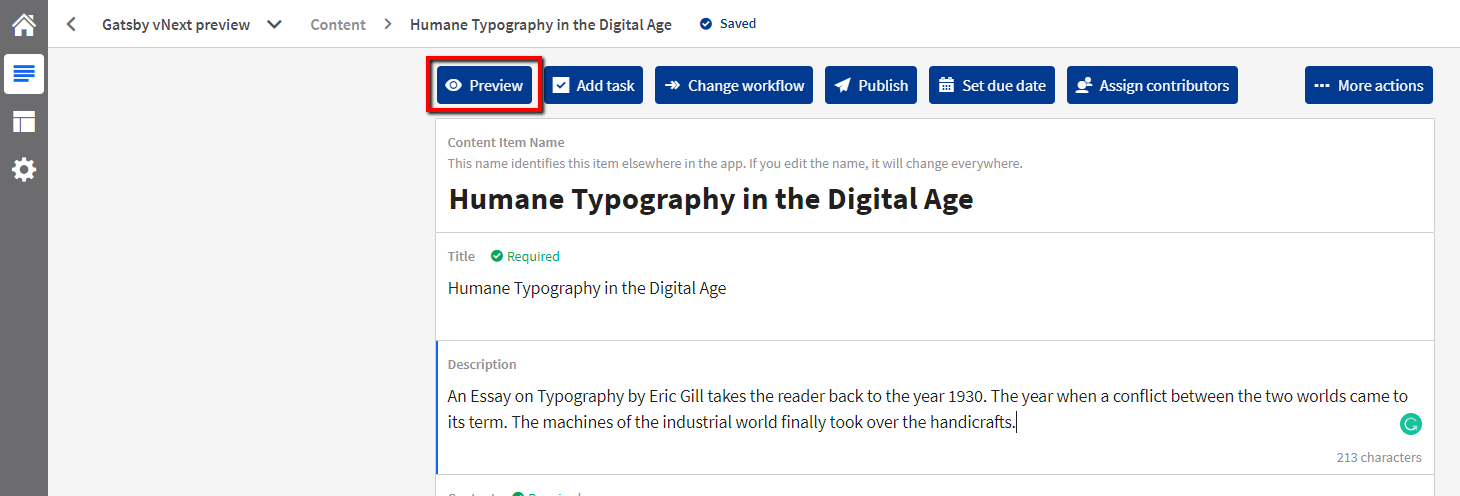 Gatsby vNext preview Content Humane Typography in the Digital Age Saved
Preview Add task Change workflow Publish Set due date Assign contributors More actions
Content Item Name
This name identifies this item elsewhere in the app. If you edit the name, it will change everywhere.
Humane Typography in the Digital Age
Title Required
Humane Typography in the Digital Age
Description
An Essay on Typography by Eric Gill takes the reader back to the year 1930. The year when a conflict between the two worlds came to
its term. The machines of the industrial world finally took over the handicrafts.
213 characters